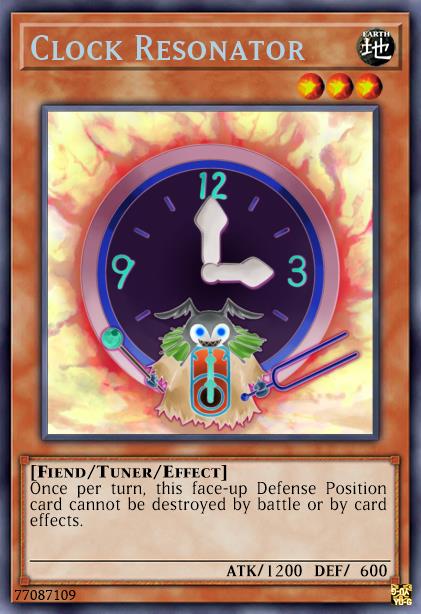 CLOCK RESONATOR
EARTH
地
12
9
3
[FIEND/TUNER/EFFECT]
Once per turn, this face-up Defense Position
card cannot be destroyed by battle or by card
effects.
ATK/1200 DEF/ 600
77087109